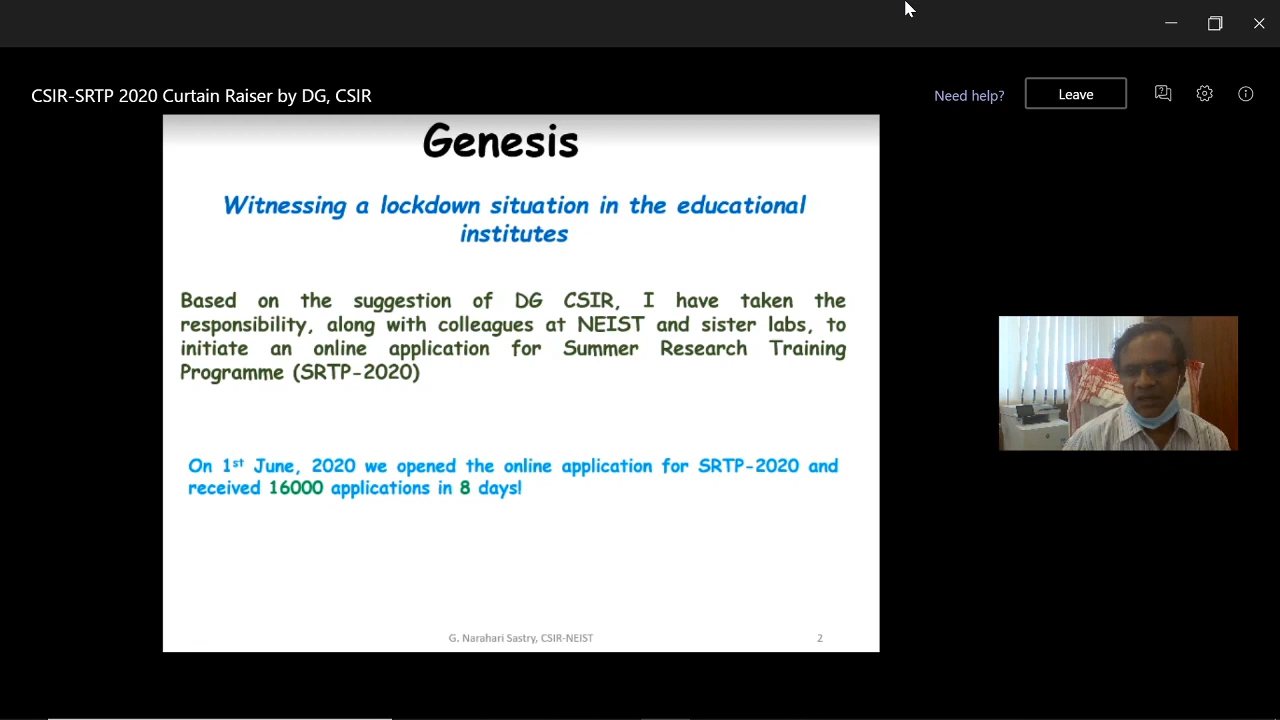 CSIR-SRTP 2020 Curtain Raiser by DG, CSIR
Need help?
Leave
Genesis
Witnessing a lockdown situation in the educational
institutes
Based on the suggestion of DG CSIR, I have taken the
responsibility, along with colleagues at NEIST and sister labs, to
initiate an online application for Summer Research Training
Programme (SRTP-2020)
On 1st June, 2020 we opened the online application for SRTP-2020 and
received 16000 applications in 8 days!
G. Narahari Sastry, CSIR-NEIST
2